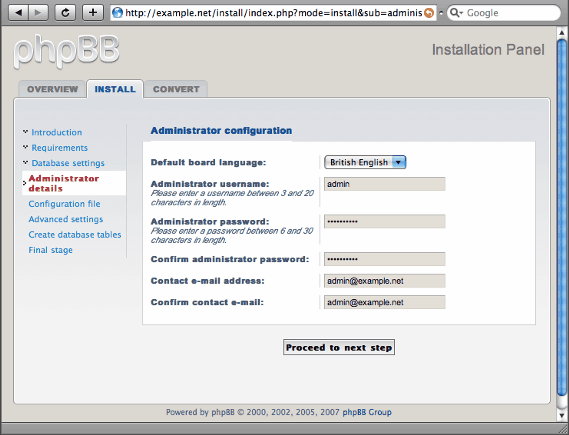 http://example.net/install/index.php?mode=install&sub=adminis
Google
phpBB
Installation Panel
OVERVIEW
INSTALL
CONVERT
Introduction
Requirements
Database settings
Administrator
details
Configuration file
Advanced settings
Create database tables
Final stage
Administrator configuration
Default board language:
British English
Administrator username:
Please enter a username between 3 and 20
characters in length.
admin
Administrator password:
Please enter a password between 6 and 30
characters in length.
••••••••••
Confirm administrator password:
••••••••••
Contact e-mail address:
admin@example.net
Confirm contact e-mail:
admin@example.net
Proceed to next step
Powered by phpBB © 2000, 2002, 2005, 2007 phpBB Group